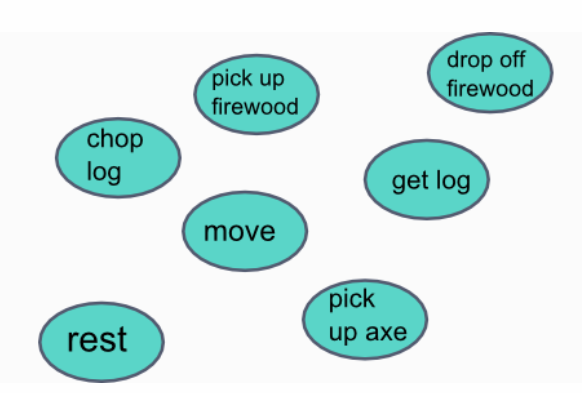 drop off
firewood
pick up
firewood
chop
log
get log
move
pick
up axe
rest